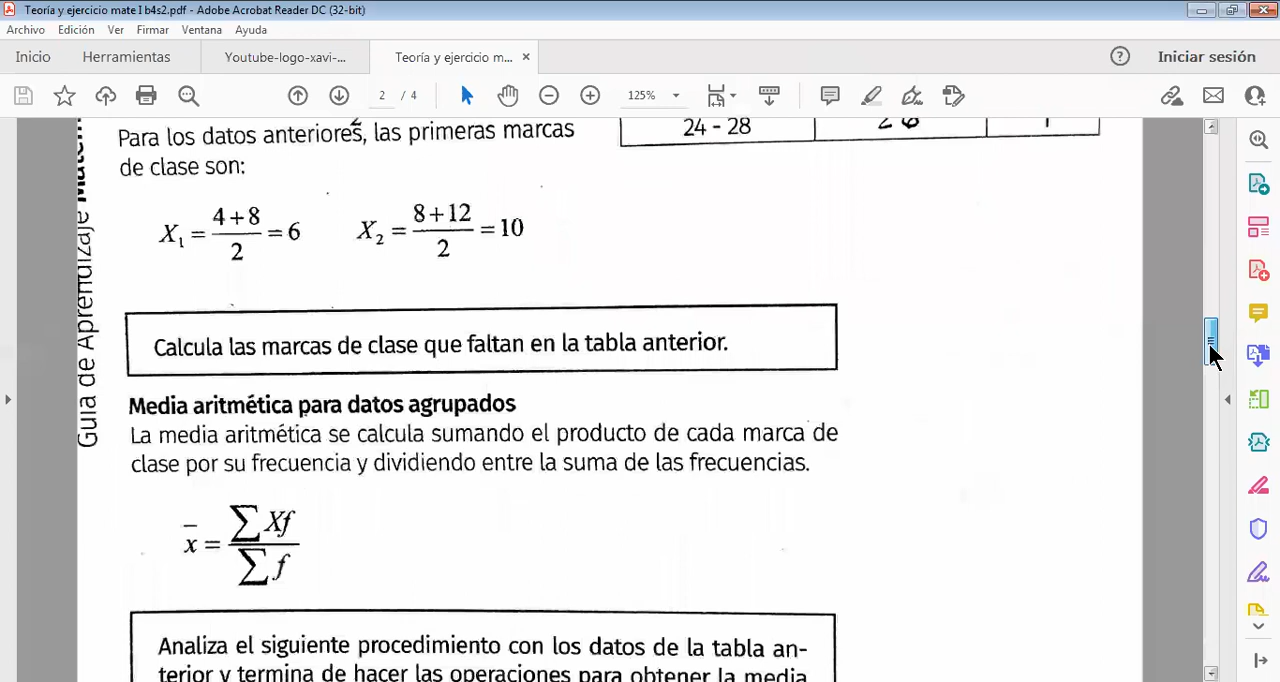 Teoría y ejercicio mate I b4s2.pdf - Adobe Acrobat Reader DC (32-bit)
Archivo Edición Ver Firmar Ventana Ayuda
Inicio Herramientas Youtube-logo-xavi-... Teoría y ejercicio m... × Iniciar sesión
2 / 4 125%
Para los datos anteriores, las primeras marcas
de clase son:
24 - 28 26 1
X₁ = (4+8)/2 = 6 X₂ = (8+12)/2 = 10
Calcula las marcas de clase que faltan en la tabla anterior.
Media aritmética para datos agrupados
La media aritmética se calcula sumando el producto de cada marca de
clase por su frecuencia y dividiendo entre la suma de las frecuencias.
x̄ = ∑Xf / ∑f
Analiza el siguiente procedimiento con los datos de la tabla an-
terior y termina de hacer las operaciones para obtener la media
Guía de Aprendizaje Matem